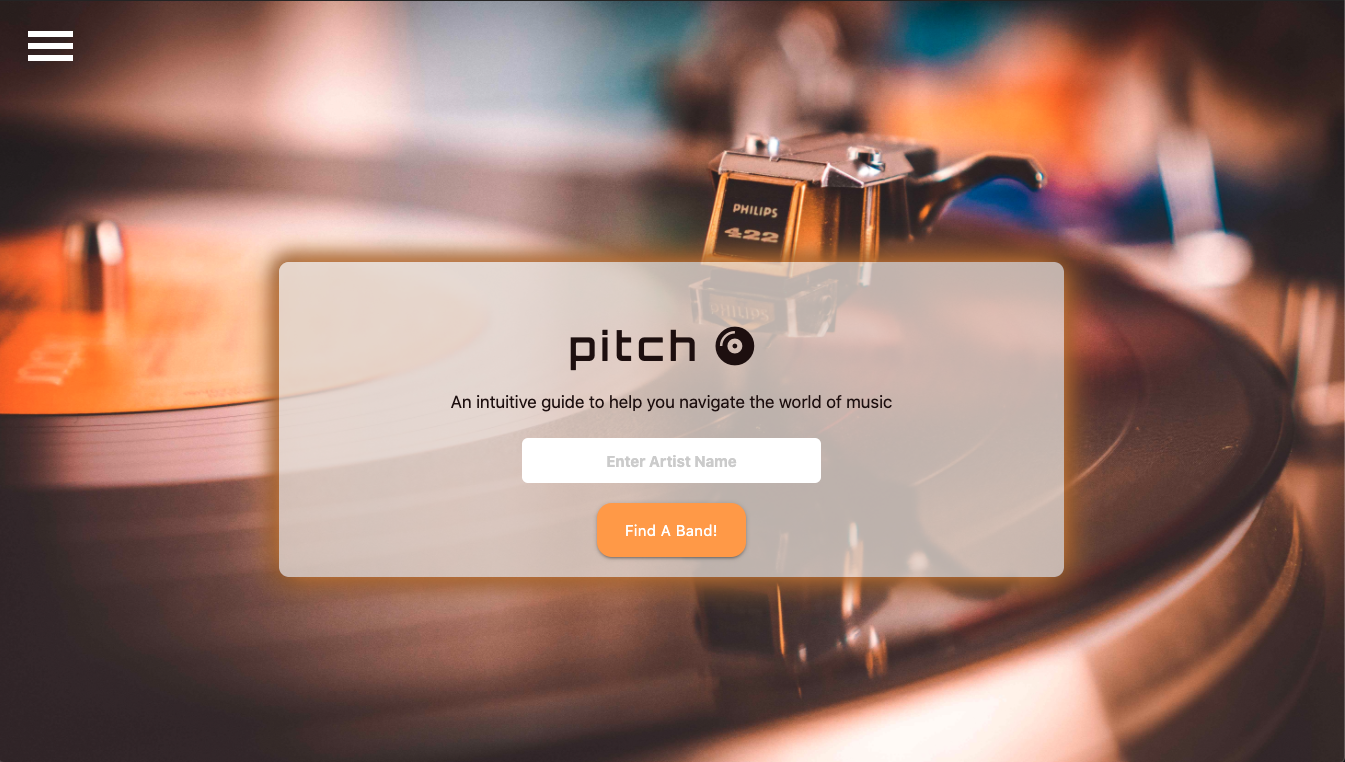 PHILIPS
422
PHILIPS
pitch
An intuitive guide to help you navigate the world of music
Enter Artist Name
Find A Band!